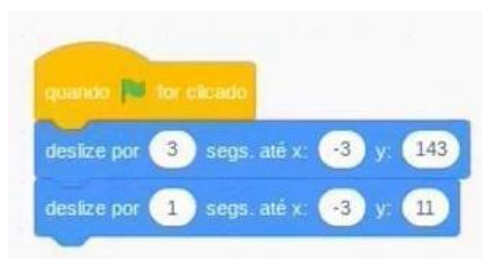 quando for clicado
deslize por 3 segs. até x: -3 y: 143
deslize por 1 segs. até x: -3 y: 11